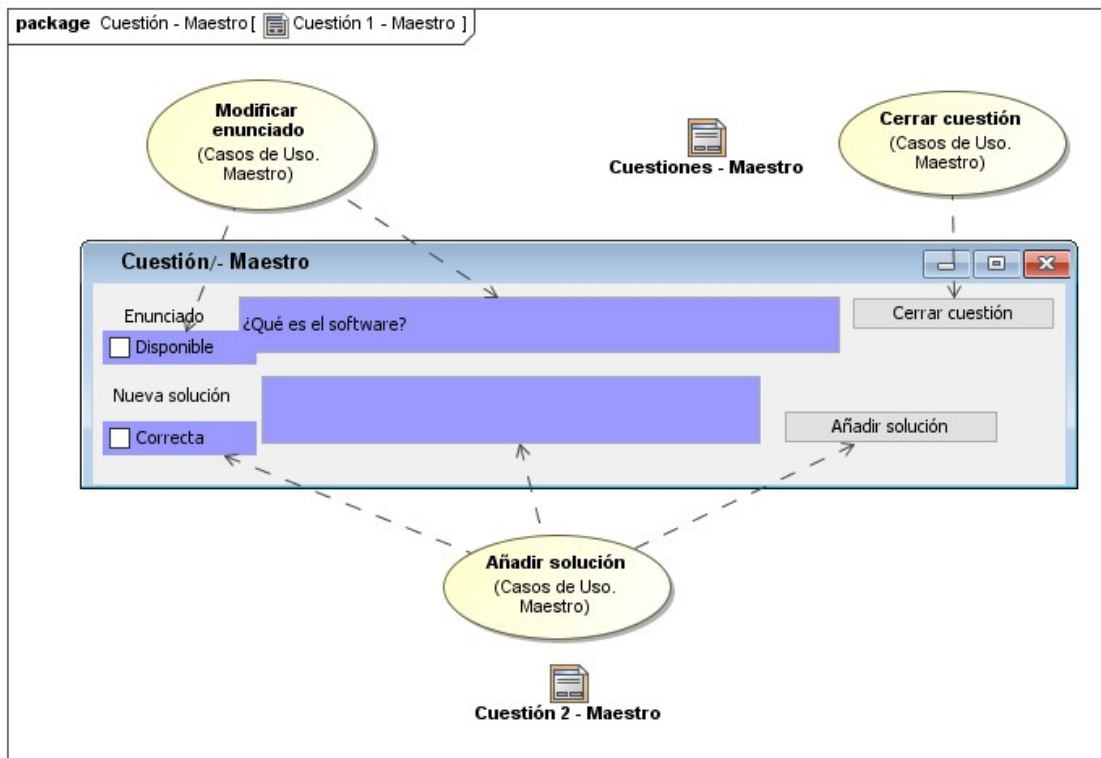 package Cuestión - Maestro [ Cuestión 1 - Maestro ]
Modificar
enunciado
(Casos de Uso.
Maestro)
Cuestiones - Maestro
Cerrar cuestión
(Casos de Uso.
Maestro)
Cuestión/- Maestro
Enunciado
¿Qué es el software?
Cerrar cuestión
Disponible
Nueva solución
Correcta
Añadir solución
Añadir solución
(Casos de Uso.
Maestro)
Cuestión 2 - Maestro